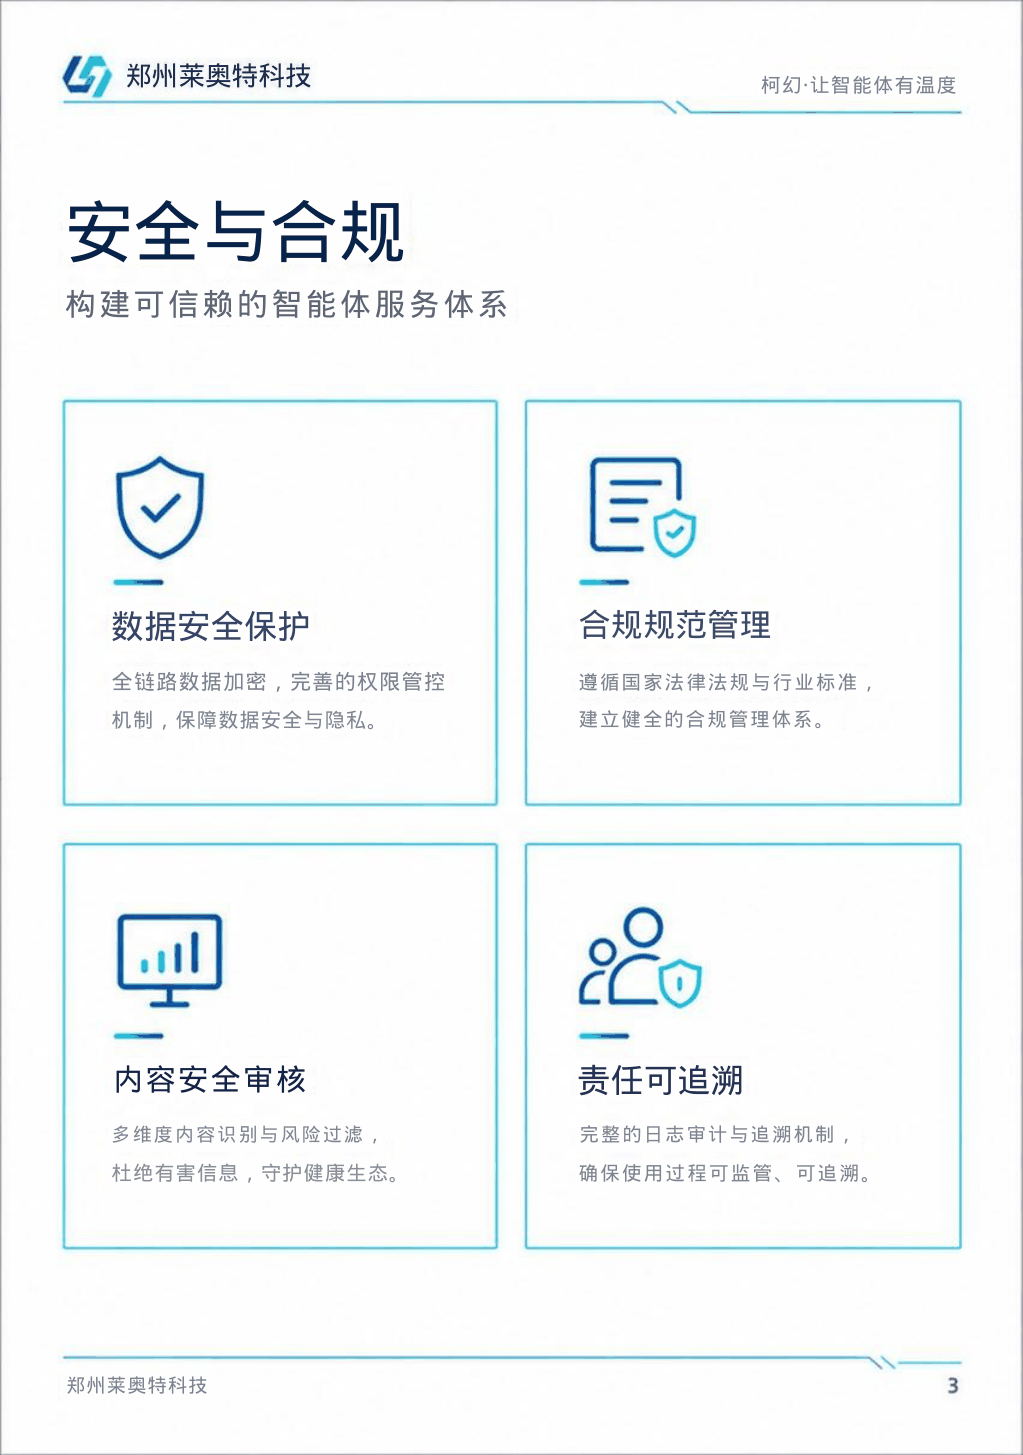 郑州莱奥特科技
柯幻·让智能体有温度
安全与合规
构建可信赖的智能体服务体系
数据安全保护
全链路数据加密，完善的权限管控
机制，保障数据安全与隐私。
合规规范管理
遵循国家法律法规与行业标准，
建立健全的合规管理体系。
内容安全审核
多维度内容识别与风险过滤，
杜绝有害信息，守护健康生态。
责任可追溯
完整的日志审计与追溯机制，
确保使用过程可监管、可追溯。
郑州莱奥特科技
3